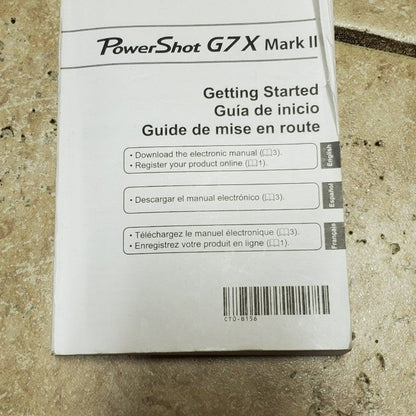 PowerShot G7X Mark II
Getting Started
Guía de inicio
Guide de mise en route
• Download the electronic manual (📖3).
• Register your product online (📖1).
English
• Descargar el manual electrónico (📖3).
Español
• Téléchargez le manuel électronique (📖3).
• Enregistrez votre produit en ligne (📖1).
Français
CT0-B156